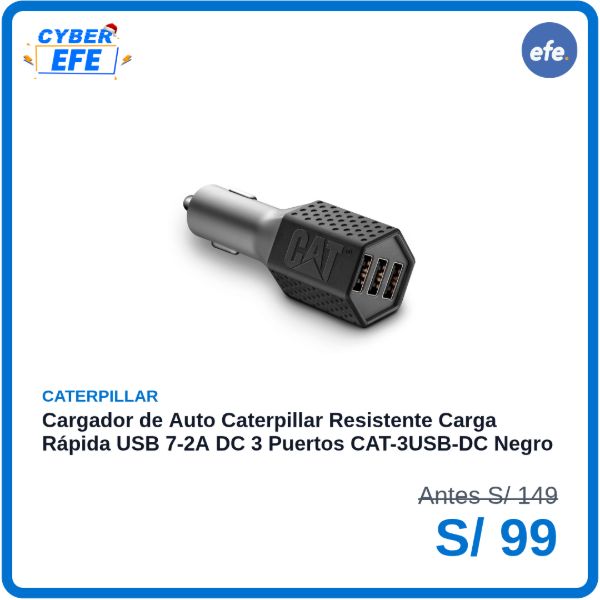 CYBER
EFE
efe.
CAT
CATERPILLAR
Cargador de Auto Caterpillar Resistente Carga
Rápida USB 7-2A DC 3 Puertos CAT-3USB-DC Negro
Antes S/ 149
S/ 99